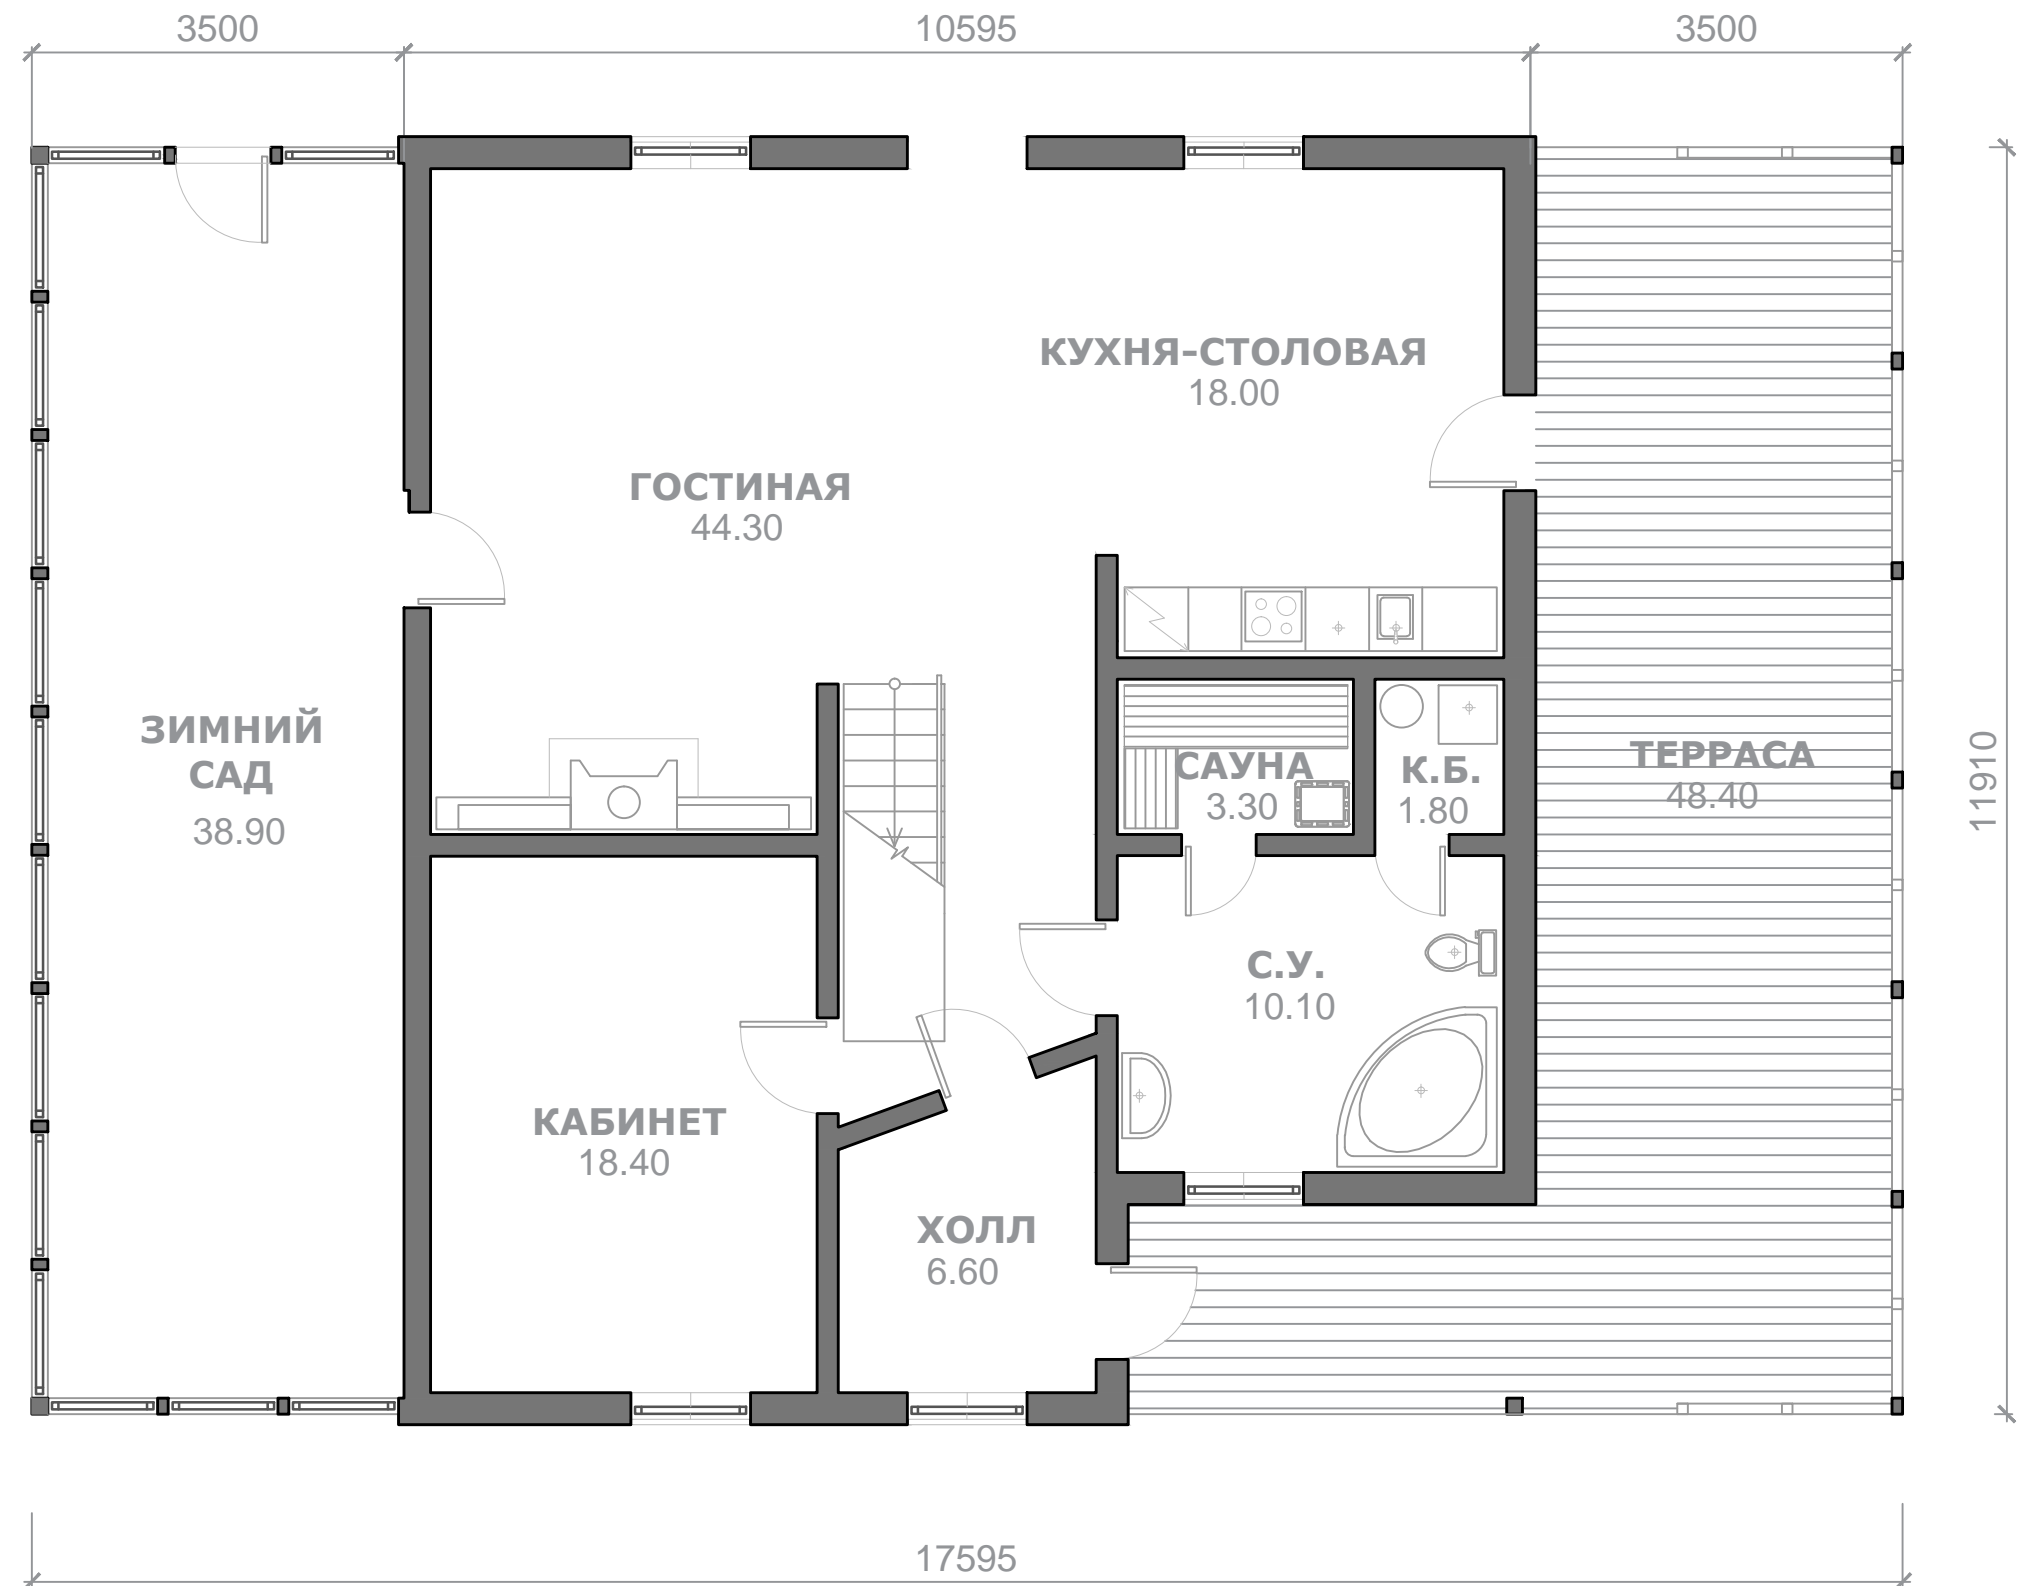 3500
10595
3500
КУХНЯ-СТОЛОВАЯ
18.00
ГОСТИНАЯ
44.30
ЗИМНИЙ
САД
38.90
САУНА
3.30
К.Б.
1.80
ТЕРРАСА
48.40
11910
С.У.
10.10
КАБИНЕТ
18.40
ХОЛЛ
6.60
17595